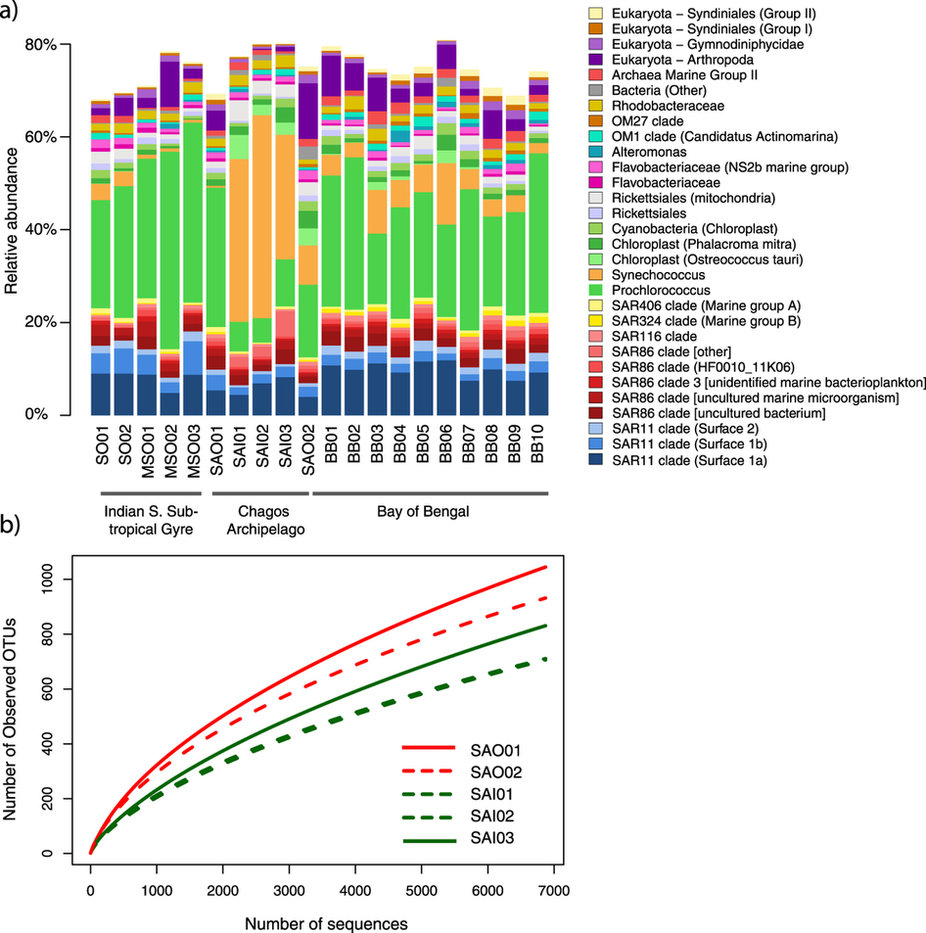 a)
80%
60%
40%
20%
0%
Relative abundance
SO01
SO02
MSO01
MSO02
MSO03
SAO01
SAI01
SAI02
SAI03
SAO02
BB01
BB02
BB03
BB04
BB05
BB06
BB07
BB08
BB09
BB10
Indian S. Sub-
tropical Gyre
Chagos
Archipelago
Bay of Bengal
Eukaryota – Syndiniales (Group II)
Eukaryota – Syndiniales (Group I)
Eukaryota – Gymnodiniphycidae
Eukaryota – Arthropoda
Archaea Marine Group II
Bacteria (Other)
Rhodobacteraceae
OM27 clade
OM1 clade (Candidatus Actinomarina)
Alteromonas
Flavobacteriaceae (NS2b marine group)
Flavobacteriaceae
Rickettsiales (mitochondria)
Rickettsiales
Cyanobacteria (Chloroplast)
Chloroplast (Phalacroma mitra)
Chloroplast (Ostreococcus tauri)
Synechococcus
Prochlorococcus
SAR406 clade (Marine group A)
SAR324 clade (Marine group B)
SAR116 clade
SAR86 clade [other]
SAR86 clade (HF0010_11K06)
SAR86 clade 3 [unidentified marine bacterioplankton]
SAR86 clade [uncultured marine microorganism]
SAR86 clade [uncultured bacterium]
SAR11 clade (Surface 2)
SAR11 clade (Surface 1b)
SAR11 clade (Surface 1a)
b)
Number of Observed OTUs
1000
800
600
400
200
0
SAO01
SAO02
SAI01
SAI02
SAI03
0 1000 2000 3000 4000 5000 6000 7000
Number of sequences